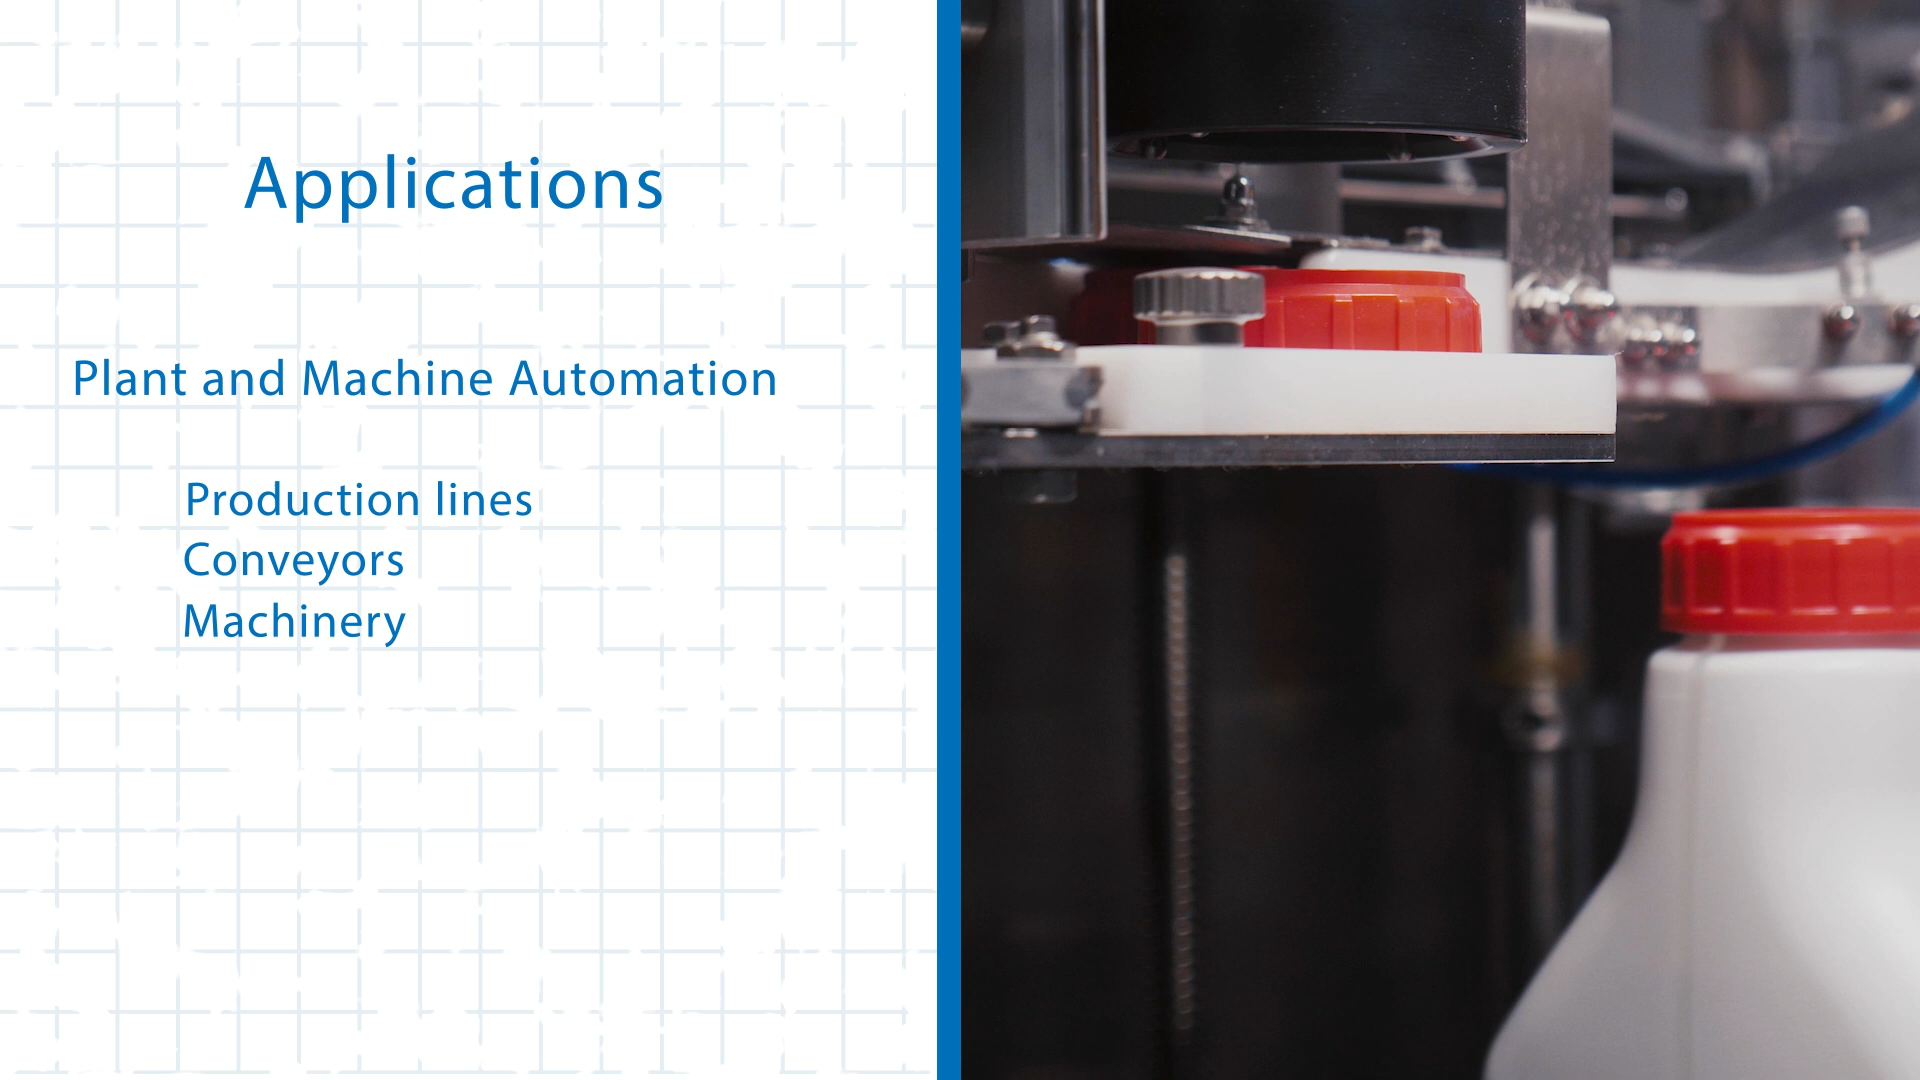 Applications
Plant and Machine Automation
Production lines
Conveyors
Machinery